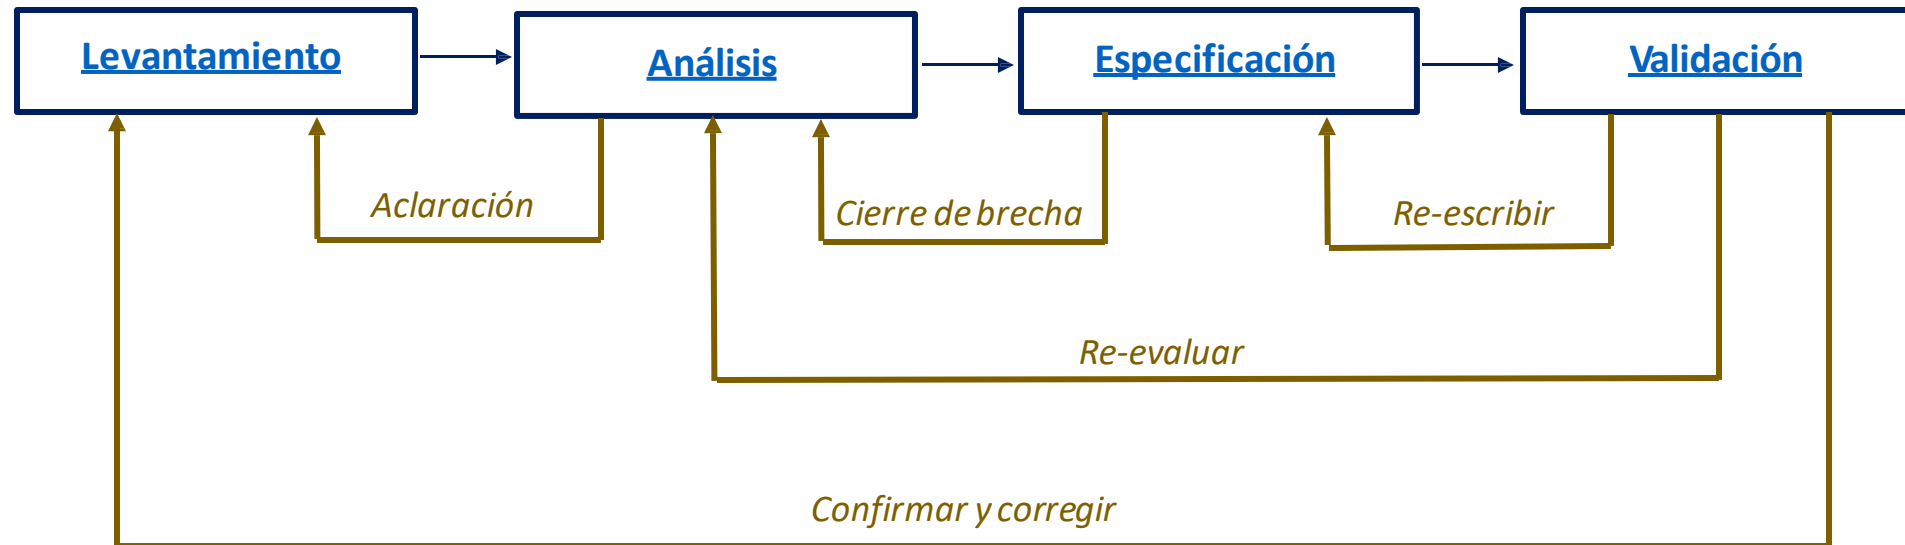 Levantamiento
Análisis
Especificación
Validación
Aclaración
Cierre de brecha
Re-escribir
Re-evaluar
Confirmar y corregir